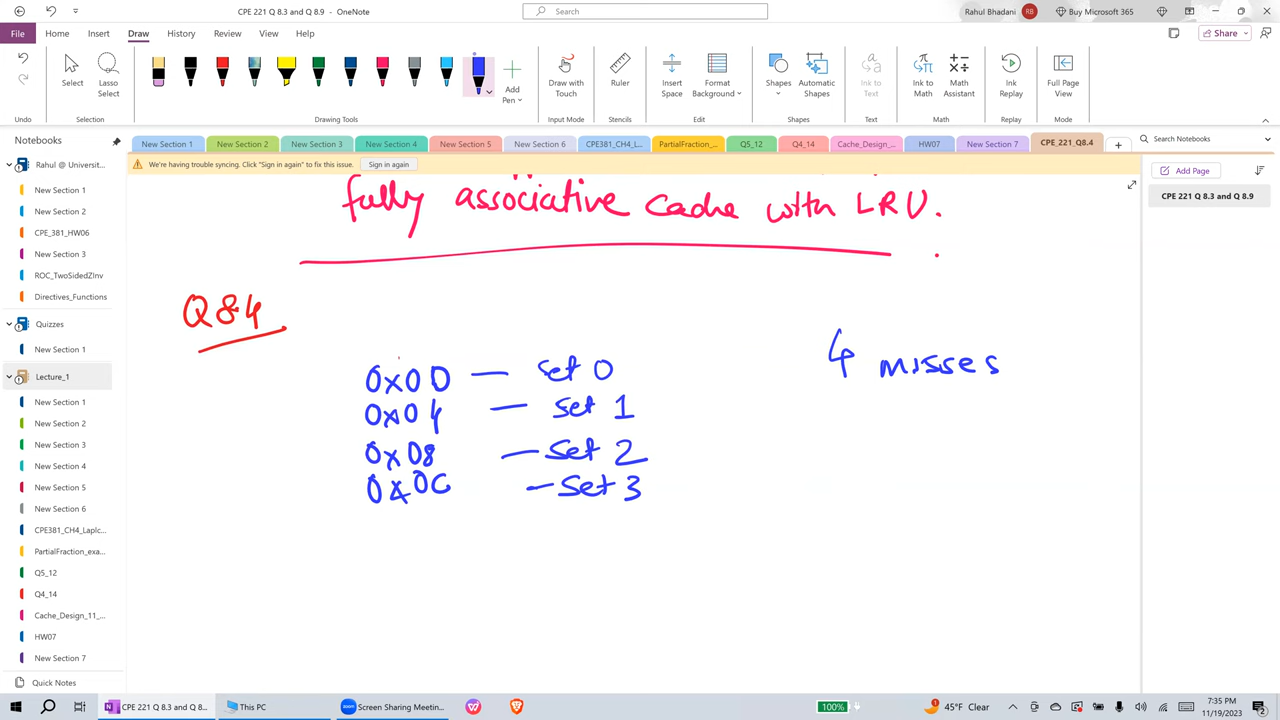 CPE 221 Q 8.3 and Q 8.9 - OneNote
Search
Rahul Bhadani RB Buy Microsoft 365
File Home Insert Draw History Review View Help Share
Select
Lasso Select
Add Pen
Draw with Touch
Ruler
Insert Space
Format Background
Shapes
Automatic Shapes
Ink to Text
Ink to Math
Math Assistant
Ink Replay
Full Page View
Undo Selection Drawing Tools Input Mode Stencils Edit Shapes Text Math Replay Mode
Notebooks
New Section 1 New Section 2 New Section 3 New Section 4 New Section 5 New Section 6 CPE381_CH4_L... PartialFraction_... Q5_12 Q4_14 Cache_Design_... HW07 New Section 7 CPE_221_Q8.4
Search Notebooks
We're having trouble syncing. Click "Sign in again" to fix this issue. Sign in again
Add Page
CPE 221 Q 8.3 and Q 8.9
Rahul @ Universit...
New Section 1
New Section 2
CPE_381_HW06
New Section 3
ROC_TwoSidedZInv
Directives_Functions
Quizzes
New Section 1
Lecture_1
New Section 1
New Section 2
New Section 3
New Section 4
New Section 5
New Section 6
CPE381_CH4_Laplc...
PartialFraction_exa...
Q5_12
Q4_14
Cache_Design_11_...
HW07
New Section 7
Quick Notes
fully associative cache with LRU.
Q84
0x00 — set 0
0x04 — set 1
0x08 — set 2
0x0C - set 3
4 misses
CPE 221 Q 8.3 and Q 8...
This PC
Screen Sharing Meetin...
100%
45°F Clear
7:35 PM
11/19/2023